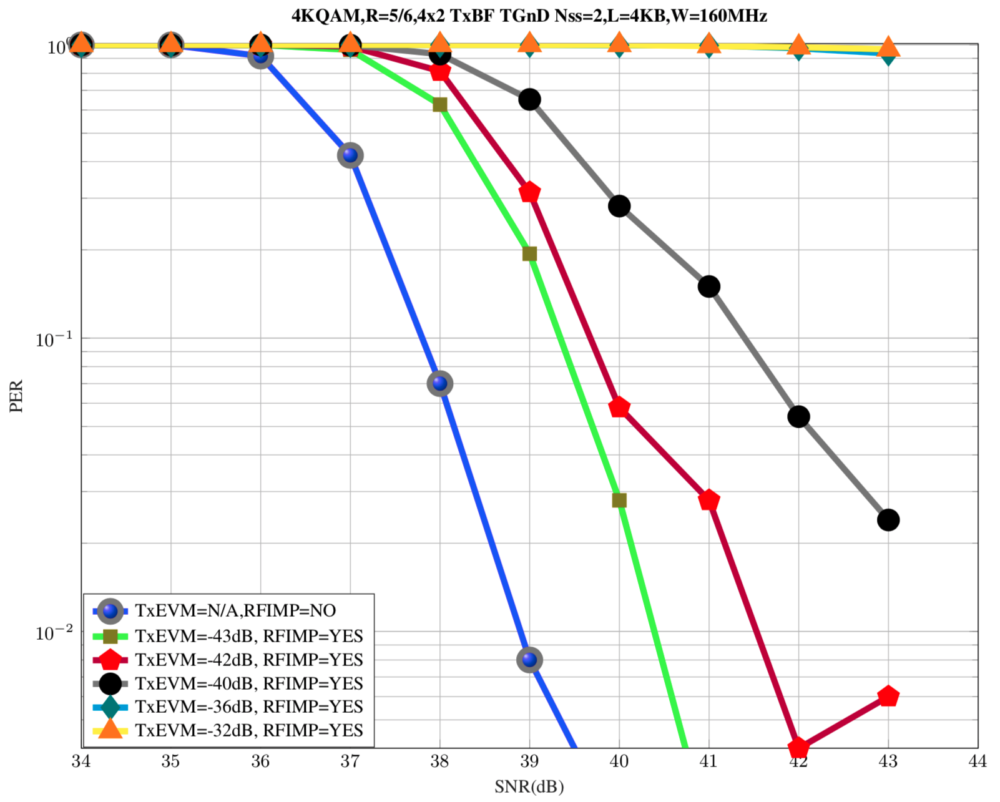 4KQAM,R=5/6,4x2 TxBF TGnD Nss=2,L=4KB,W=160MHz
10⁰
10⁻¹
10⁻²
PER
TxEVM=N/A,RFIMP=NO
TxEVM=-43dB, RFIMP=YES
TxEVM=-42dB, RFIMP=YES
TxEVM=-40dB, RFIMP=YES
TxEVM=-36dB, RFIMP=YES
TxEVM=-32dB, RFIMP=YES
34 35 36 37 38 39 40 41 42 43 44
SNR(dB)